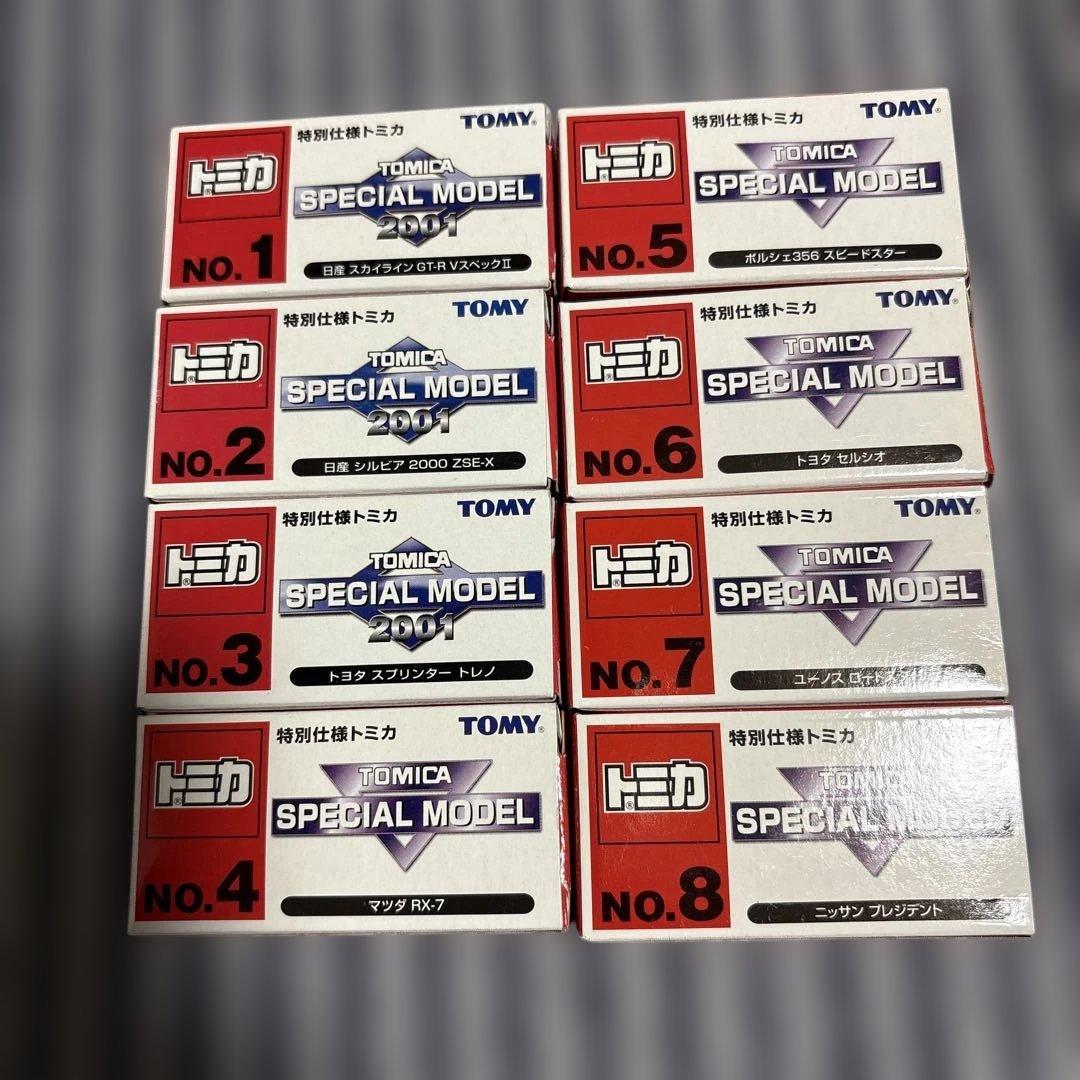 特別仕様トミカ
TOMY®
トミカ®
TOMICA
SPECIAL MODEL
2001
NO.1
日産 スカイライン GT-R VスペックⅡ
特別仕様トミカ
TOMY®
トミカ®
TOMICA
SPECIAL MODEL
2001
NO.2
日産 シルビア 2000 ZSE-X
特別仕様トミカ
TOMY®
トミカ®
TOMICA
SPECIAL MODEL
2001
NO.3
トヨタ スプリンター トレノ
特別仕様トミカ
TOMY®
トミカ®
TOMICA
SPECIAL MODEL
NO.4
マツダ RX-7
特別仕様トミカ
TOMY®
トミカ®
TOMICA
SPECIAL MODEL
NO.5
ポルシェ356 スピードスター
特別仕様トミカ
TOMY®
トミカ®
TOMICA
SPECIAL MODEL
NO.6
トヨタ セルシオ
特別仕様トミカ
TOMY®
トミカ®
TOMICA
SPECIAL MODEL
NO.7
ユーノス
特別仕様トミカ
トミカ®
TOMICA
SPECIAL MODEL
NO.8
ニッサン プレジデント